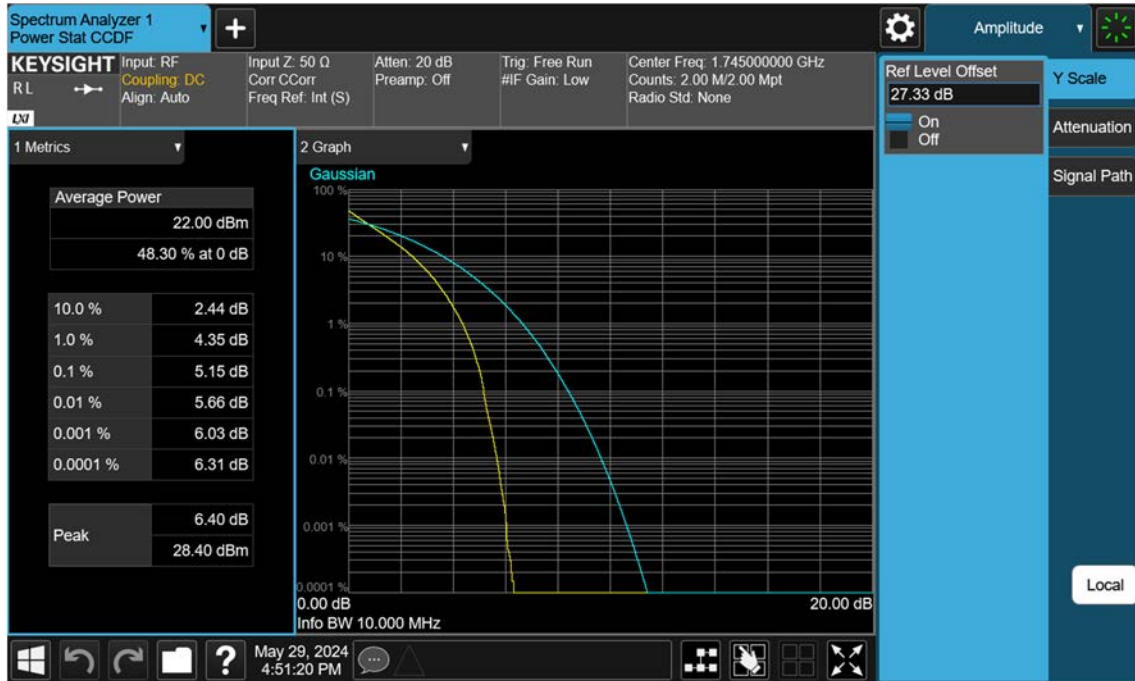 Spectrum Analyzer 1
Power Stat CCDF
Amplitude
KEYSIGHT
R L
LXI
Input: RF
Coupling: DC
Align: Auto
Input Z: 50 Ω
Corr CCorr
Freq Ref: Int (S)
Atten: 20 dB
Preamp: Off
Trig: Free Run
#IF Gain: Low
Center Freq: 1.745000000 GHz
Counts: 2.00 M/2.00 Mpt
Radio Std: None
Ref Level Offset
27.33 dB
On
Off
Y Scale
Attenuation
Signal Path
1 Metrics
Average Power
22.00 dBm
48.30 % at 0 dB
10.0 % 2.44 dB
1.0 % 4.35 dB
0.1 % 5.15 dB
0.01 % 5.66 dB
0.001 % 6.03 dB
0.0001 % 6.31 dB
Peak 6.40 dB
28.40 dBm
2 Graph
Gaussian
100 %
10 %
1 %
0.1 %
0.01 %
0.001 %
0.0001 %
0.00 dB 20.00 dB
Info BW 10.000 MHz
Local
?
May 29, 2024
4:51:20 PM